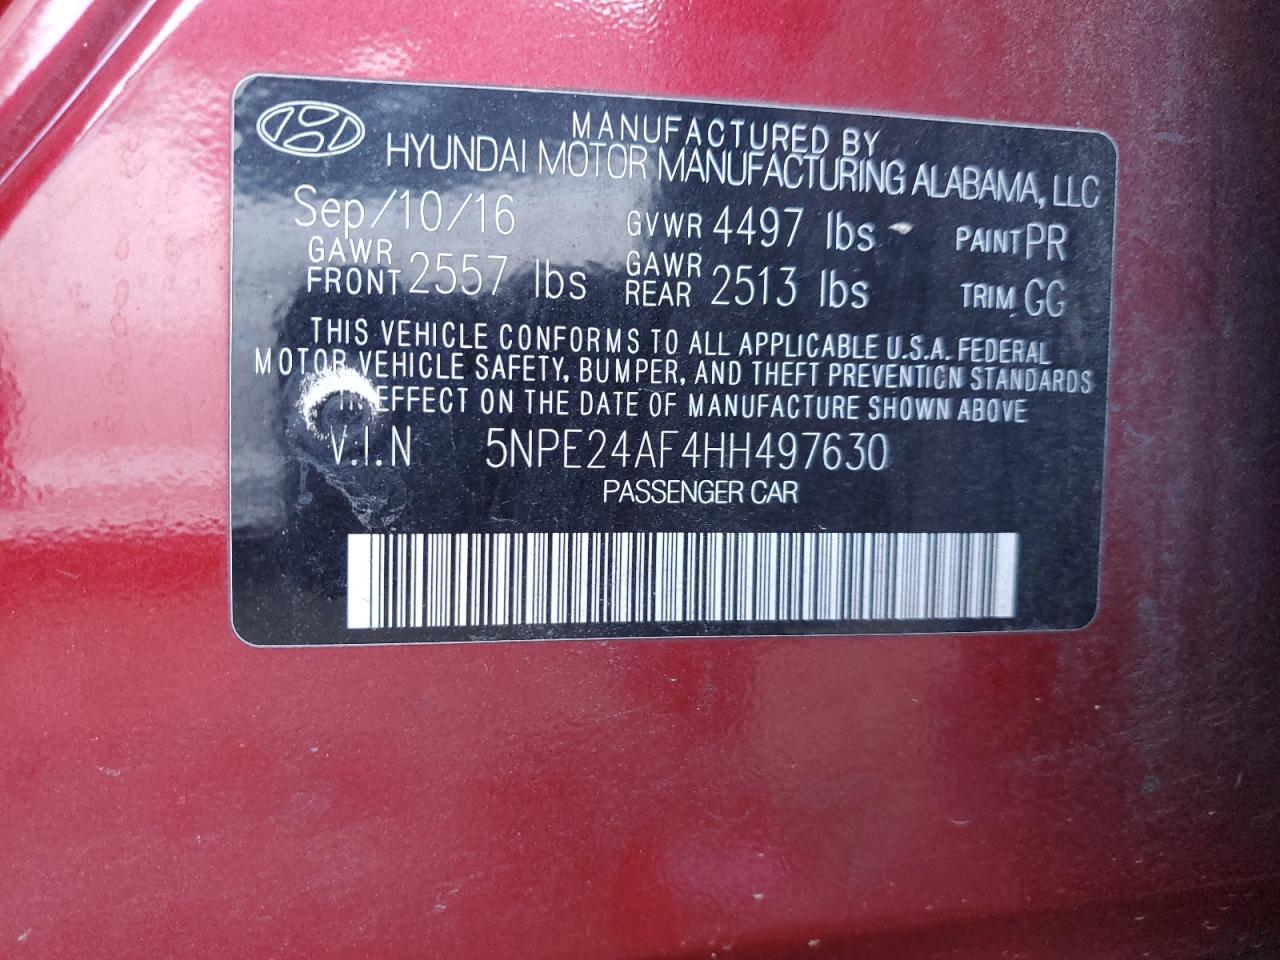 MANUFACTURED BY
HYUNDAI MOTOR MANUFACTURING ALABAMA, LLC
Sep/10/16 GVWR 4497 lbs PAINT PR
GAWR FRONT 2557 lbs GAWR REAR 2513 lbs TRIM GG
THIS VEHICLE CONFORMS TO ALL APPLICABLE U.S.A. FEDERAL
MOTOR VEHICLE SAFETY, BUMPER, AND THEFT PREVENTION STANDARDS
IN EFFECT ON THE DATE OF MANUFACTURE SHOWN ABOVE
V.I.N 5NPE24AF4HH497630
PASSENGER CAR